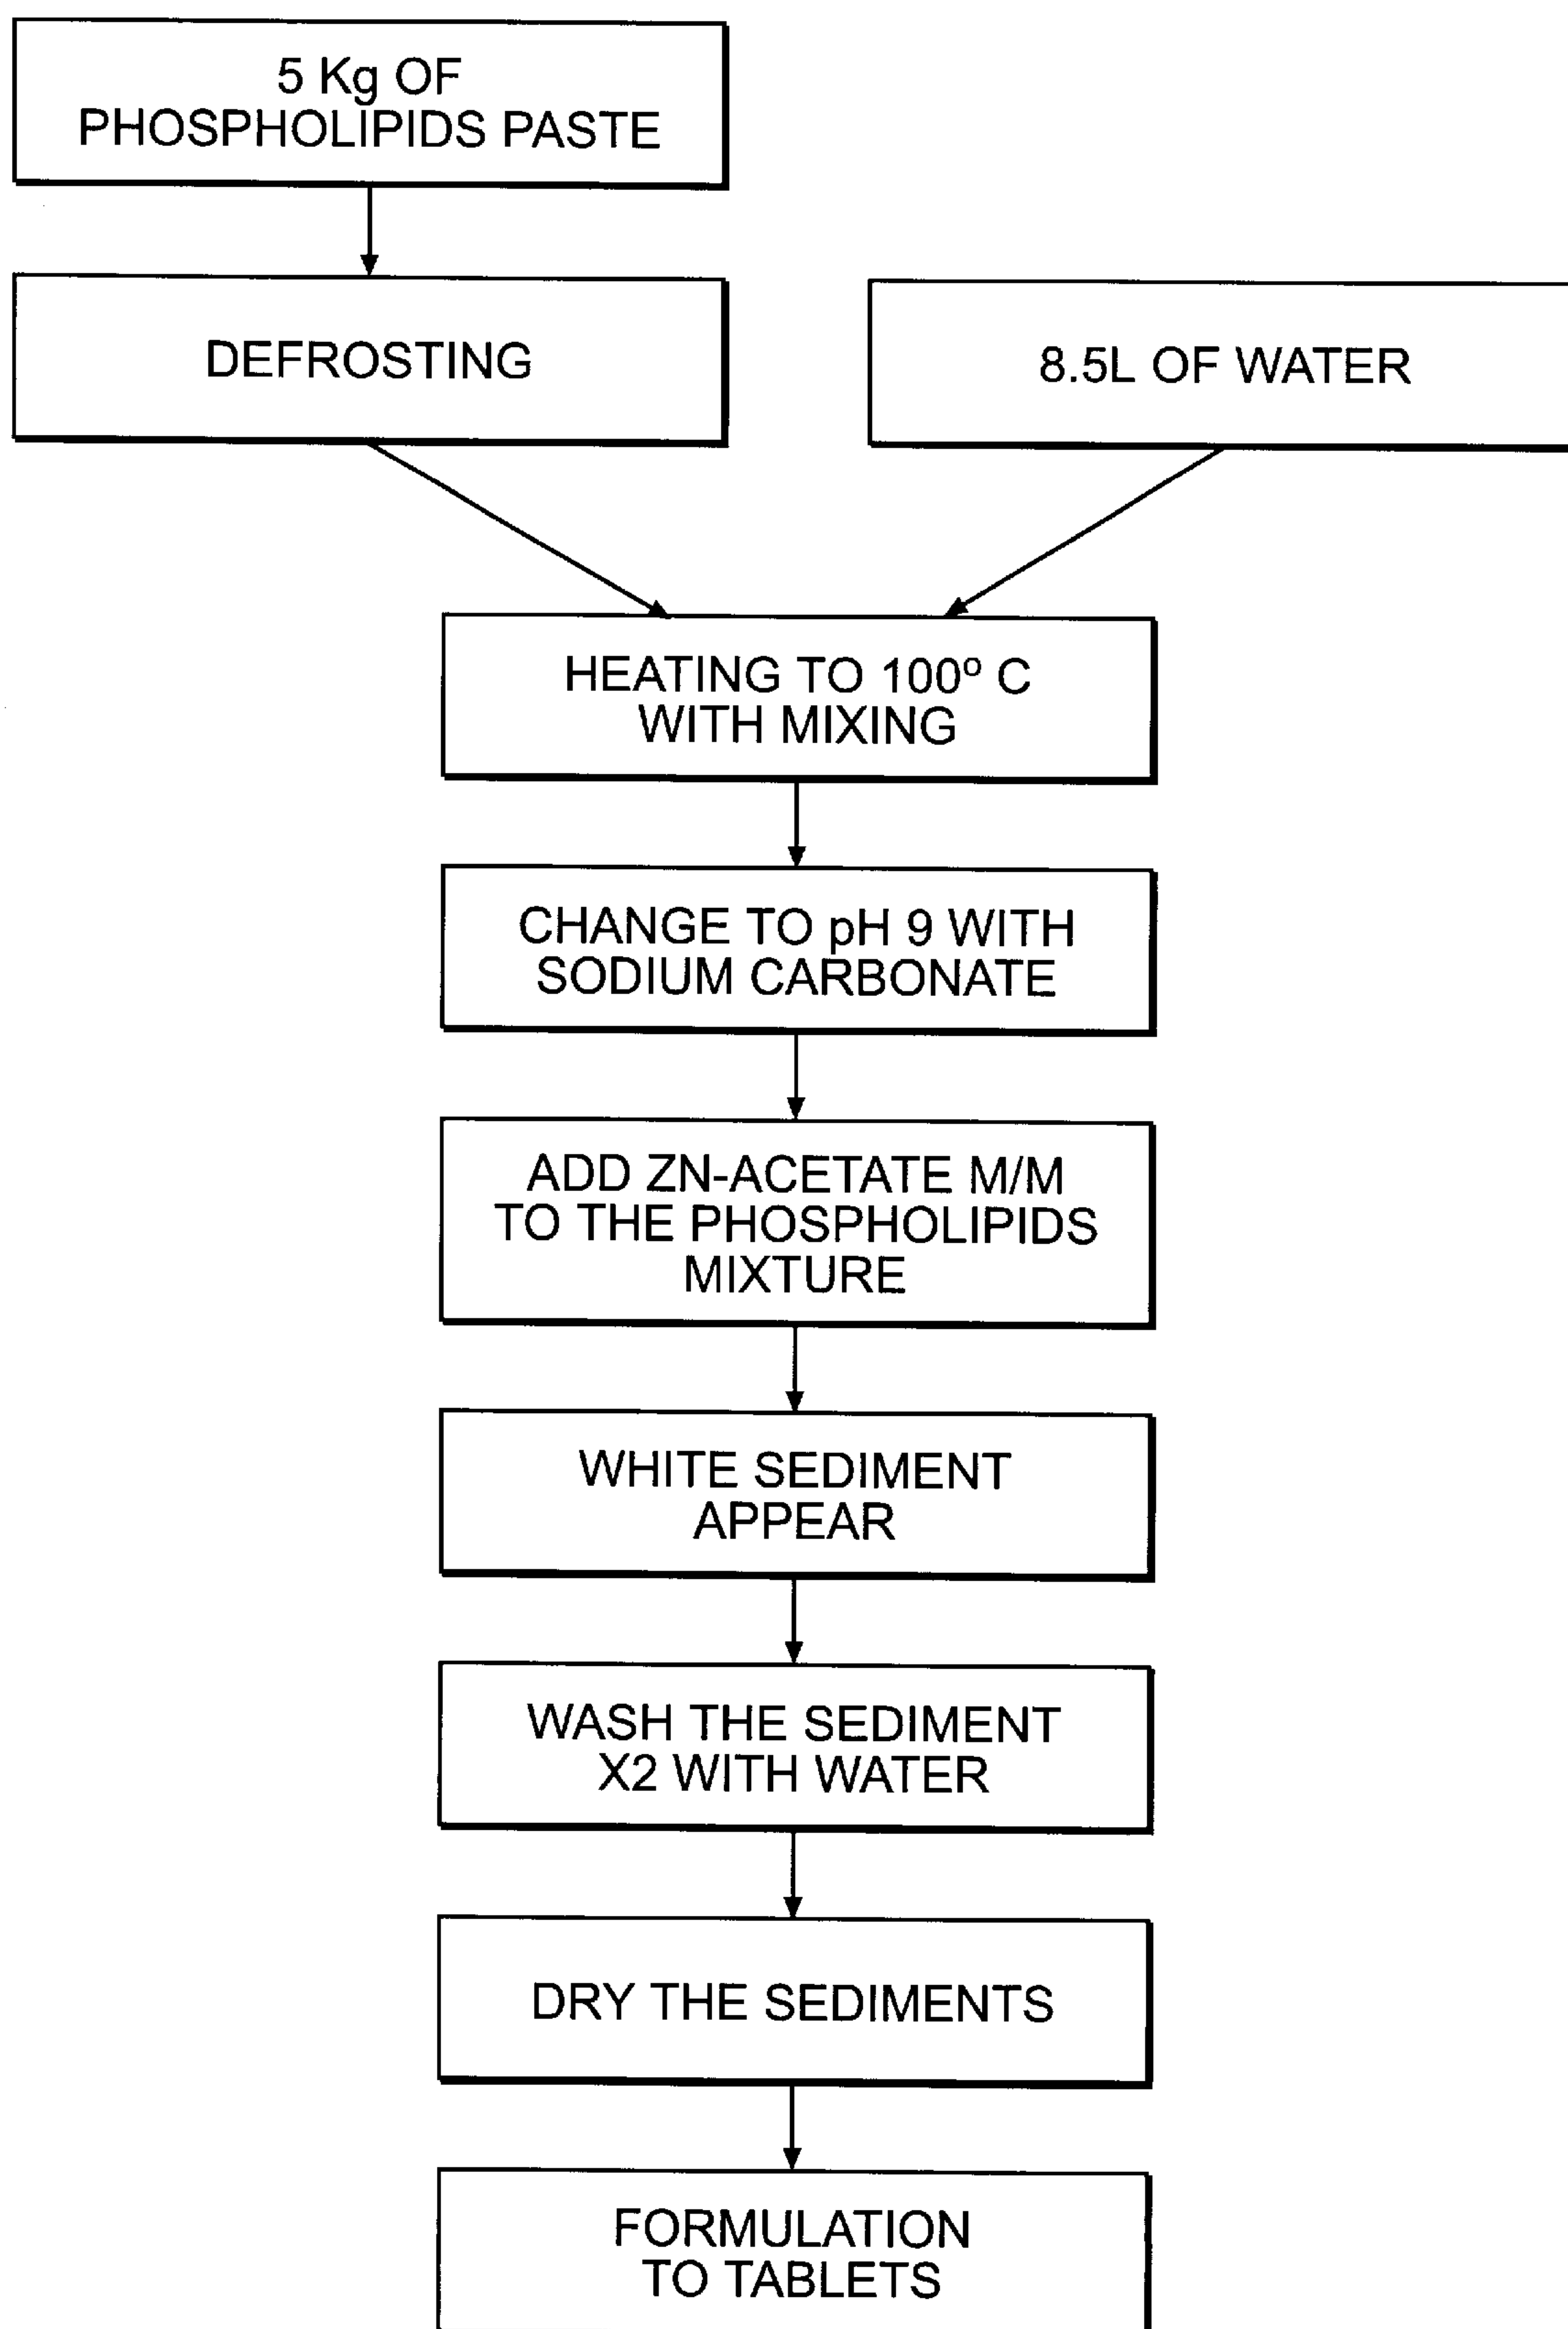 5 Kg OF
PHOSPHOLIPIDS PASTE
DEFROSTING
8.5L OF WATER
HEATING TO 100º C
WITH MIXING
CHANGE TO pH 9 WITH
SODIUM CARBONATE
ADD ZN-ACETATE M/M
TO THE PHOSPHOLIPIDS
MIXTURE
WHITE SEDIMENT
APPEAR
WASH THE SEDIMENT
X2 WITH WATER
DRY THE SEDIMENTS
FORMULATION
TO TABLETS